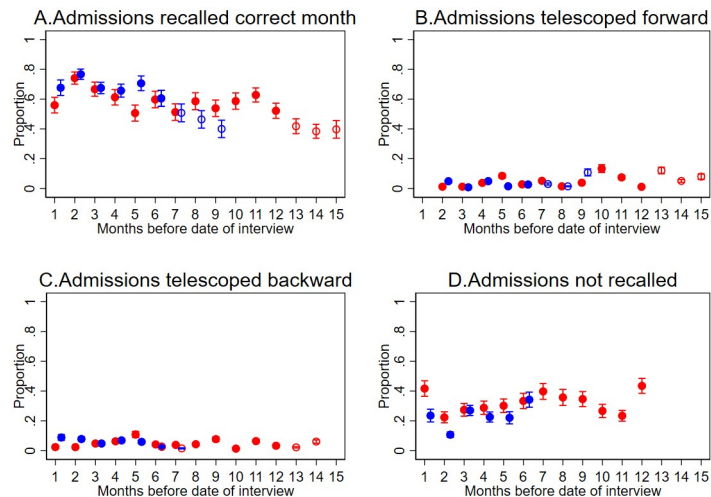 A.Admissions recalled correct month
Proportion
0 .2 .4 .6 .8 1
1 2 3 4 5 6 7 8 9 10 11 12 13 14 15
Months before date of interview
B.Admissions telescoped forward
Proportion
0 .2 .4 .6 .8 1
1 2 3 4 5 6 7 8 9 10 11 12 13 14 15
Months before date of interview
C.Admissions telescoped backward
Proportion
0 .2 .4 .6 .8 1
1 2 3 4 5 6 7 8 9 10 11 12 13 14 15
Months before date of interview
D.Admissions not recalled
Proportion
0 .2 .4 .6 .8 1
1 2 3 4 5 6 7 8 9 10 11 12 13 14 15
Months before date of interview